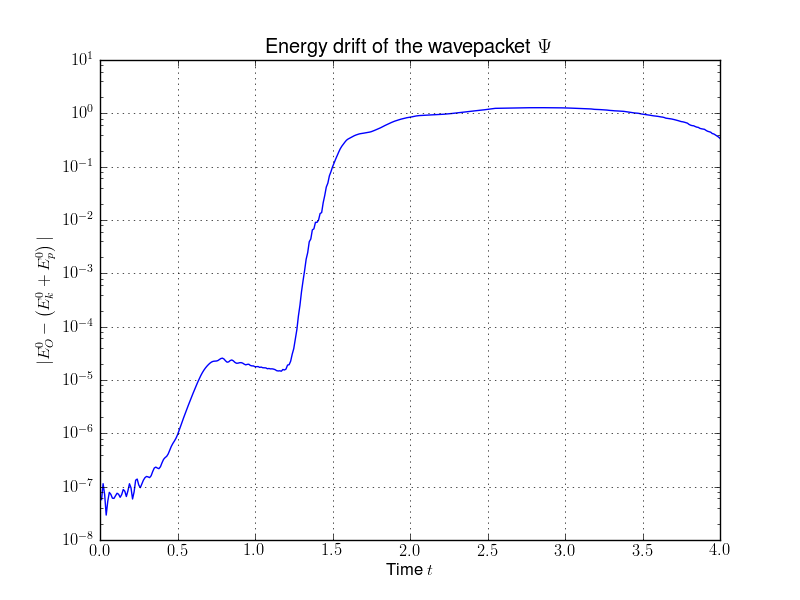 Energy drift of the wavepacket Ψ
10^1
10^0
10^-1
10^-2
10^-3
10^-4
10^-5
10^-6
10^-7
10^-8
|E_O^0 − (E_k^0 + E_p^0)|
0.0 0.5 1.0 1.5 2.0 2.5 3.0 3.5 4.0
Time t